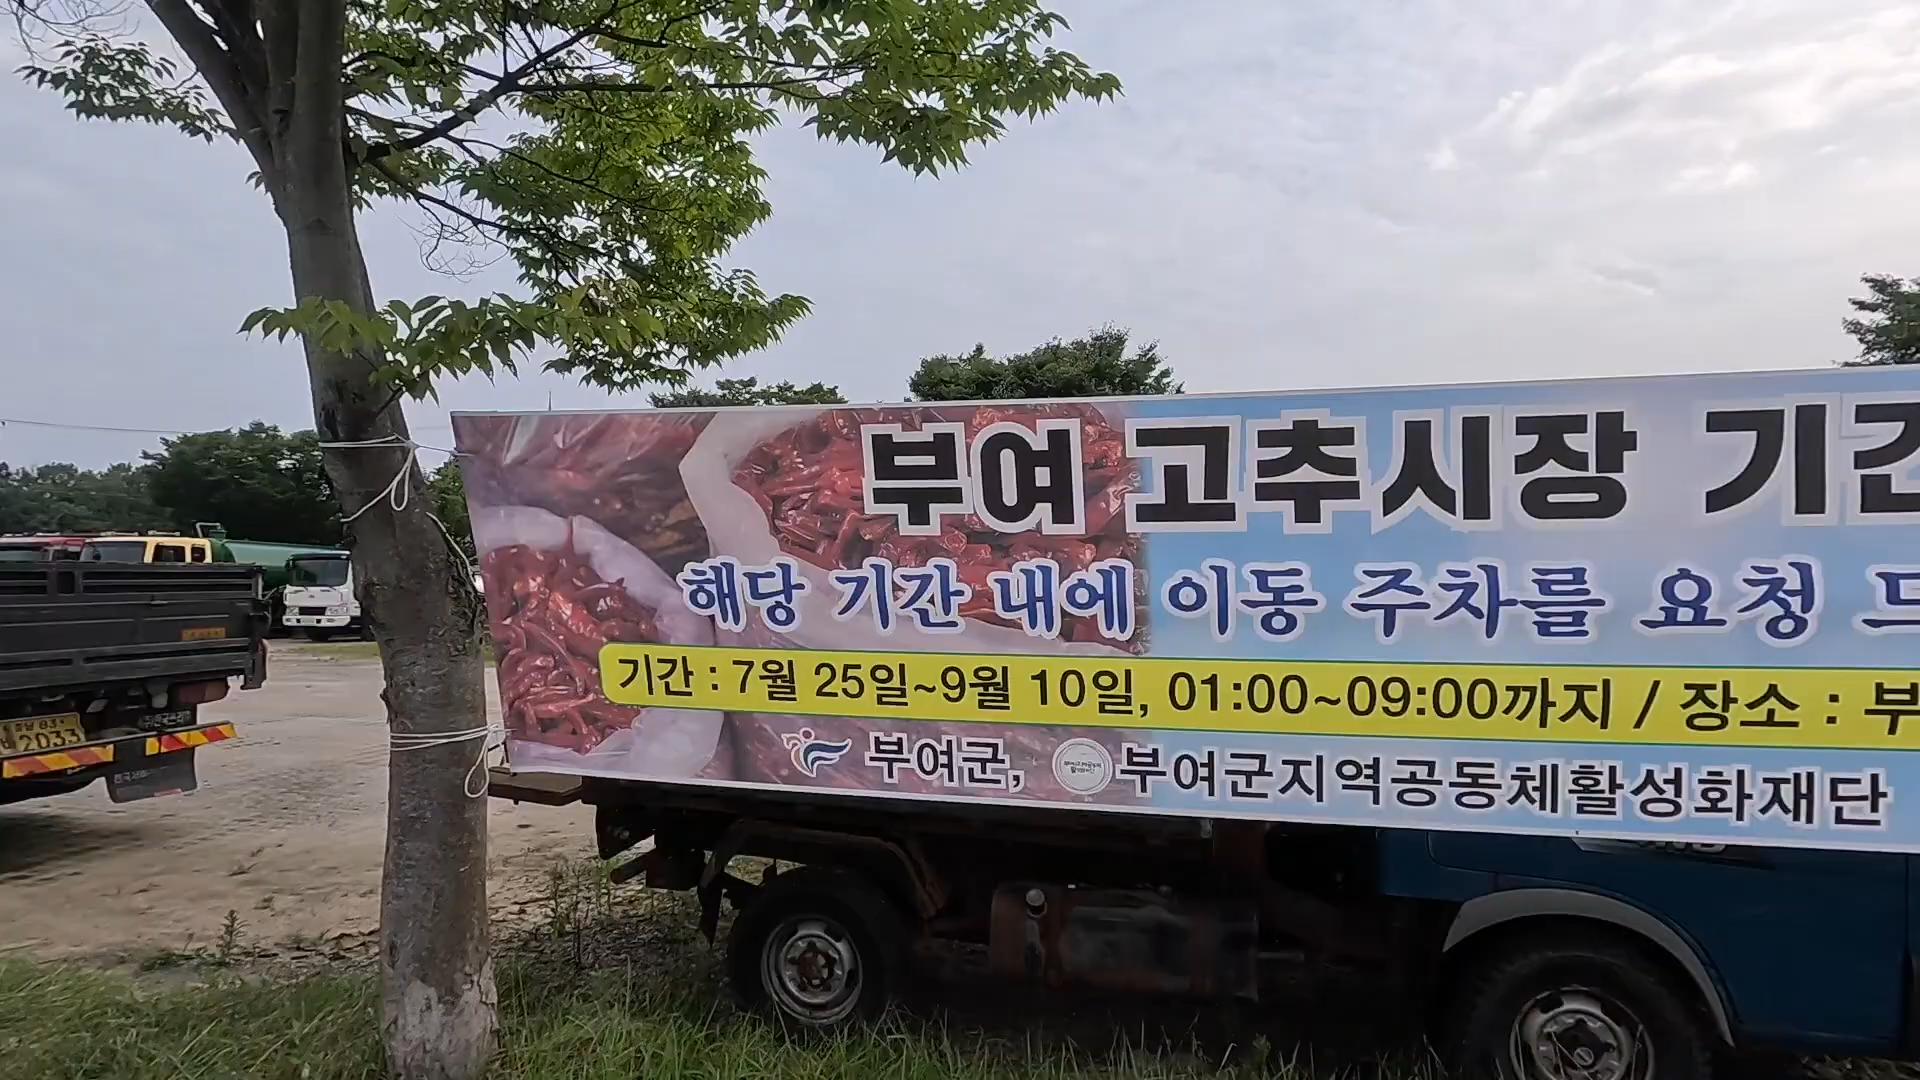 부여 고추시장 기간
해당 기간 내에 이동 주차를 요청 드
기간 : 7월 25일~9월 10일, 01:00~09:00까지 / 장소 : 부
부여군, 부여군지역공동체활성화재단
2033